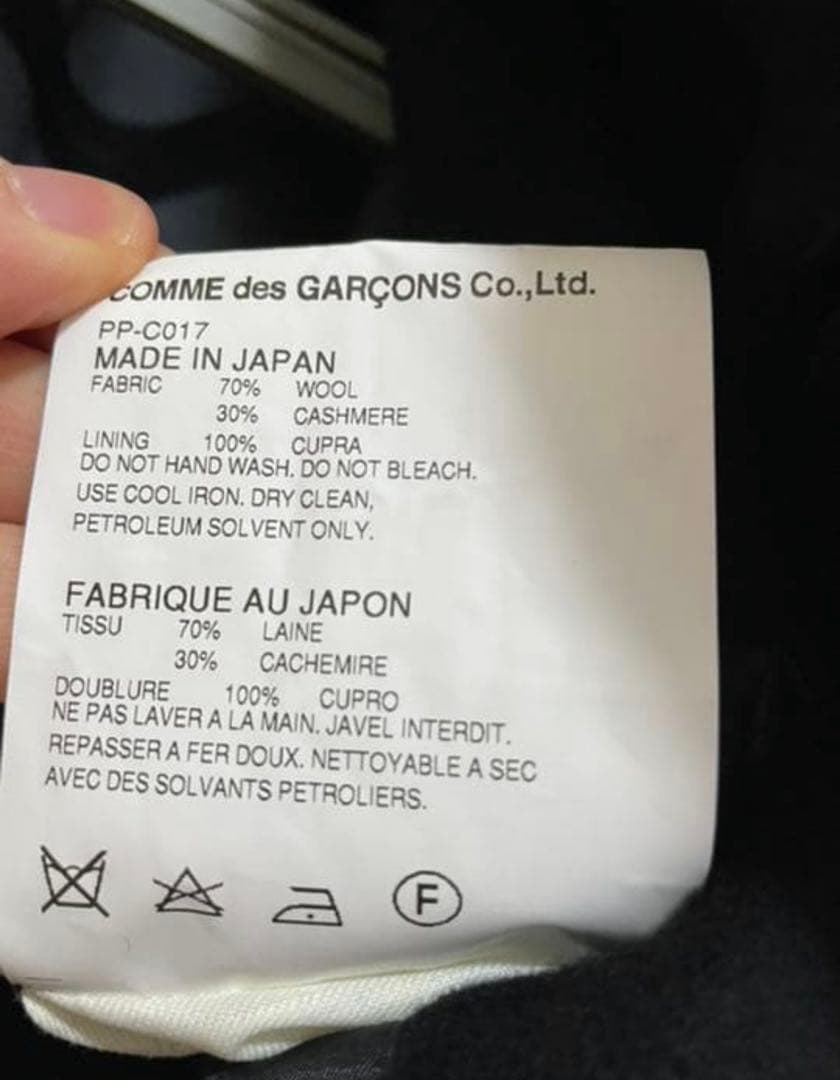 COMME des GARÇONS Co.,Ltd.
PP-C017
MADE IN JAPAN
FABRIC 70% WOOL
30% CASHMERE
LINING 100% CUPRA
DO NOT HAND WASH. DO NOT BLEACH.
USE COOL IRON. DRY CLEAN,
PETROLEUM SOLVENT ONLY.
FABRIQUE AU JAPON
TISSU 70% LAINE
30% CACHEMIRE
DOUBLURE 100% CUPRO
NE PAS LAVER A LA MAIN. JAVEL INTERDIT.
REPASSER A FER DOUX. NETTOYABLE A SEC
AVEC DES SOLVANTS PETROLIERS.
F